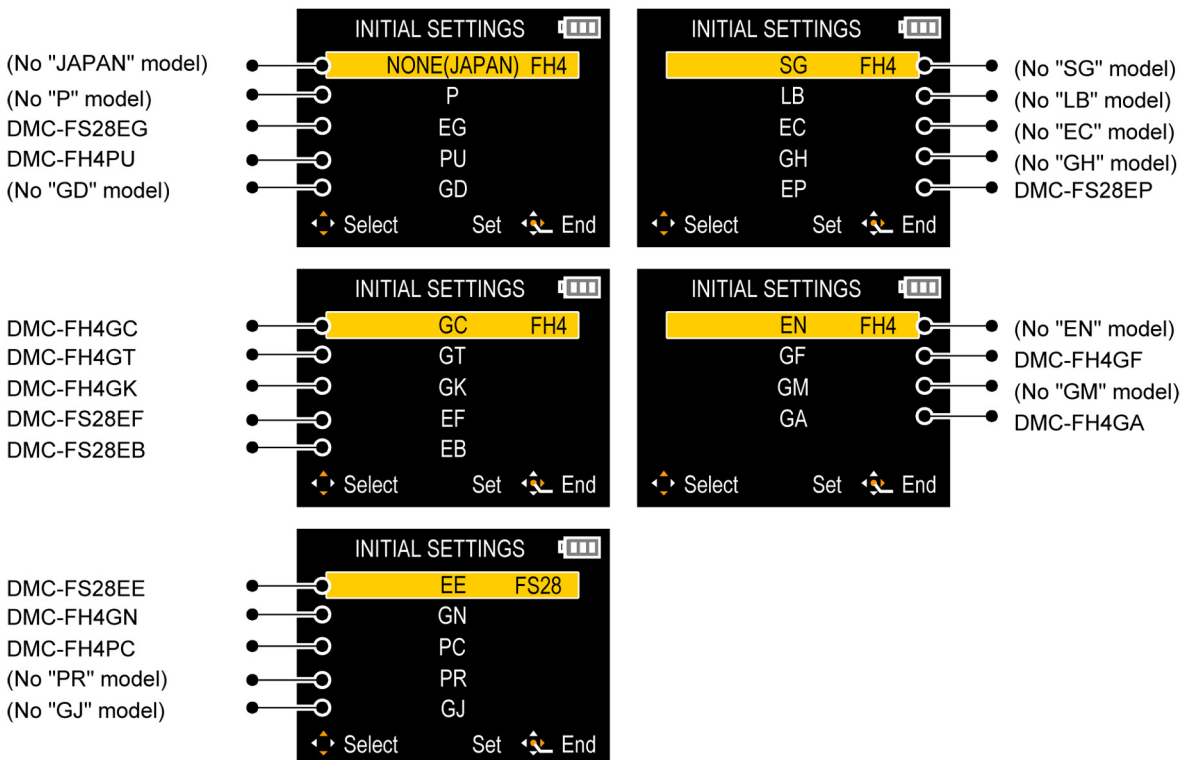 INITIAL SETTINGS
(No "JAPAN" model) NONE(JAPAN) FH4
(No "P" model) P
DMC-FS28EG EG
DMC-FH4PU PU
(No "GD" model) GD
Select Set End
INITIAL SETTINGS
SG FH4 (No "SG" model)
LB (No "LB" model)
EC (No "EC" model)
GH (No "GH" model)
EP DMC-FS28EP
Select Set End
INITIAL SETTINGS
DMC-FH4GC GC FH4
DMC-FH4GT GT
DMC-FH4GK GK
DMC-FS28EF EF
DMC-FS28EB EB
Select Set End
INITIAL SETTINGS
EN FH4 (No "EN" model)
GF DMC-FH4GF
GM (No "GM" model)
GA DMC-FH4GA
Select Set End
INITIAL SETTINGS
DMC-FS28EE EE FS28
DMC-FH4GN GN
DMC-FH4PC PC
(No "PR" model) PR
(No "GJ" model) GJ
Select Set End